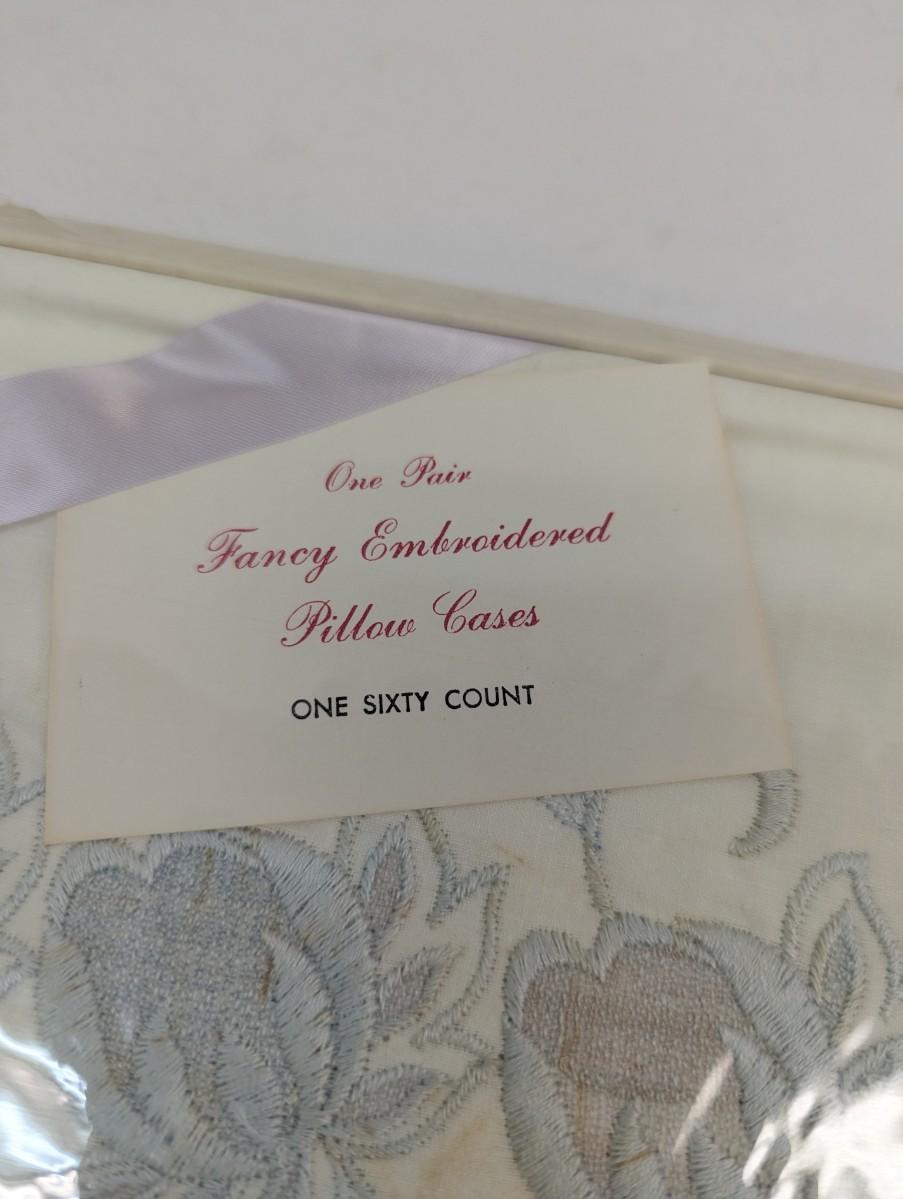 One Pair
Fancy Embroidered
Pillow Cases
ONE SIXTY COUNT